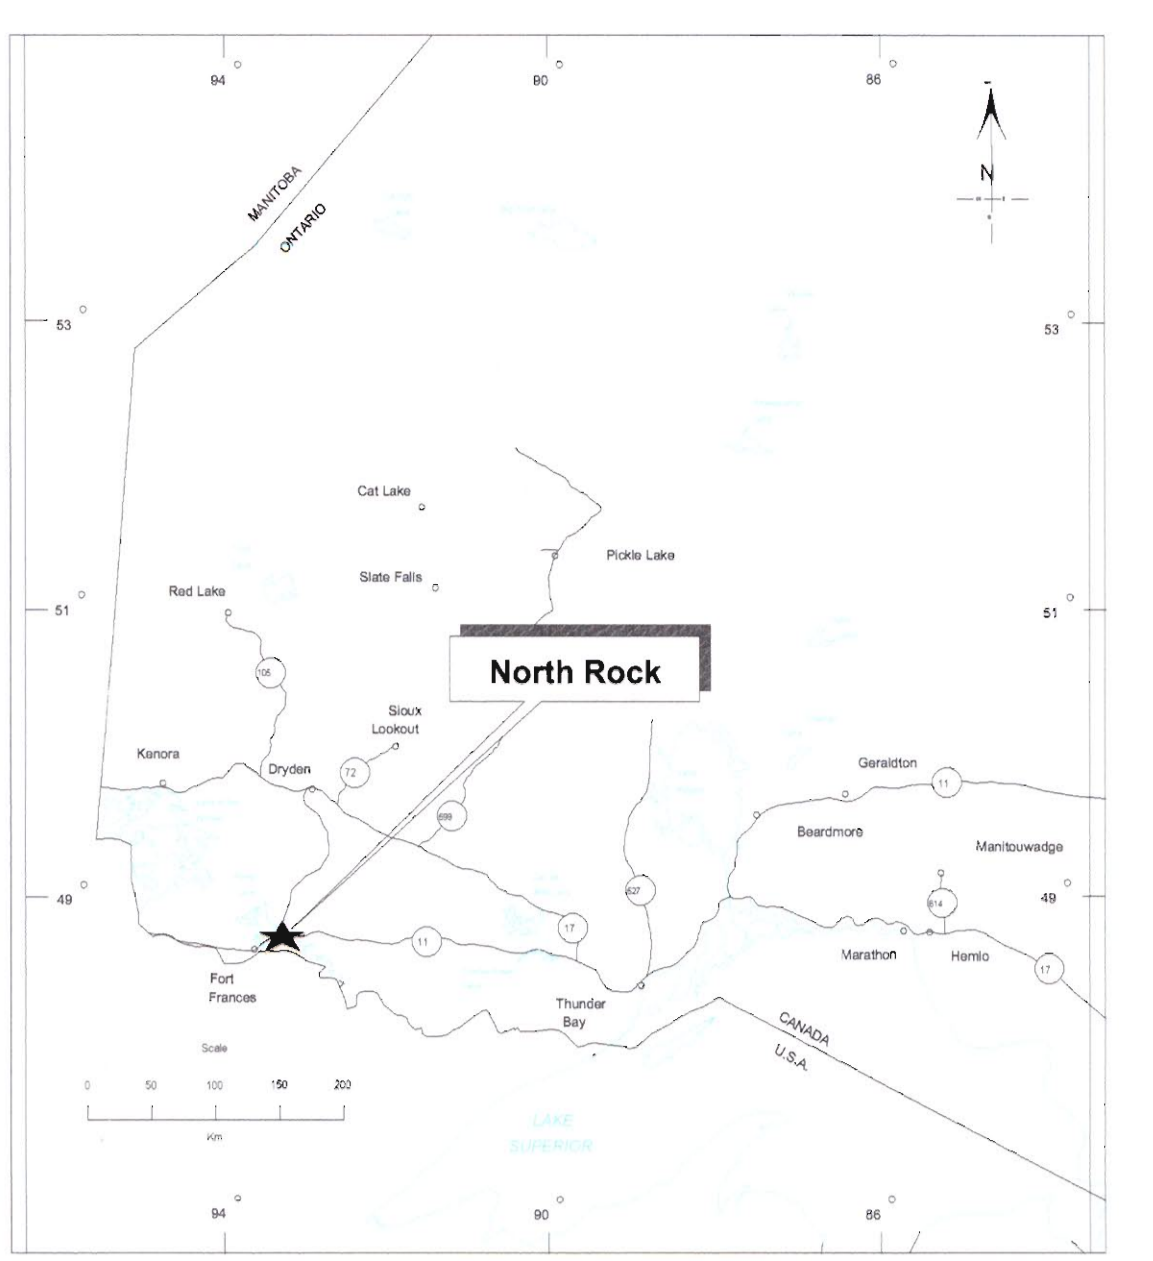 94° 90° 86°
MANITOBA
N
ONTARIO
53° 53°
Cat Lake
Pickle Lake
Slate Falls
Red Lake
51° 51°
North Rock
105
Sioux
Lookout
Kenora
Dryden
72
Geraldton
11
599
Beardmore
Manitouwadge
49° 49°
527
614
17
11
Marathon
Hemlo
17
Fort
Frances
Thunder
Bay
CANADA
U.S.A.
Scale
0 50 100 150 200
Km
LAKE
SUPERIOR
94° 90° 86°